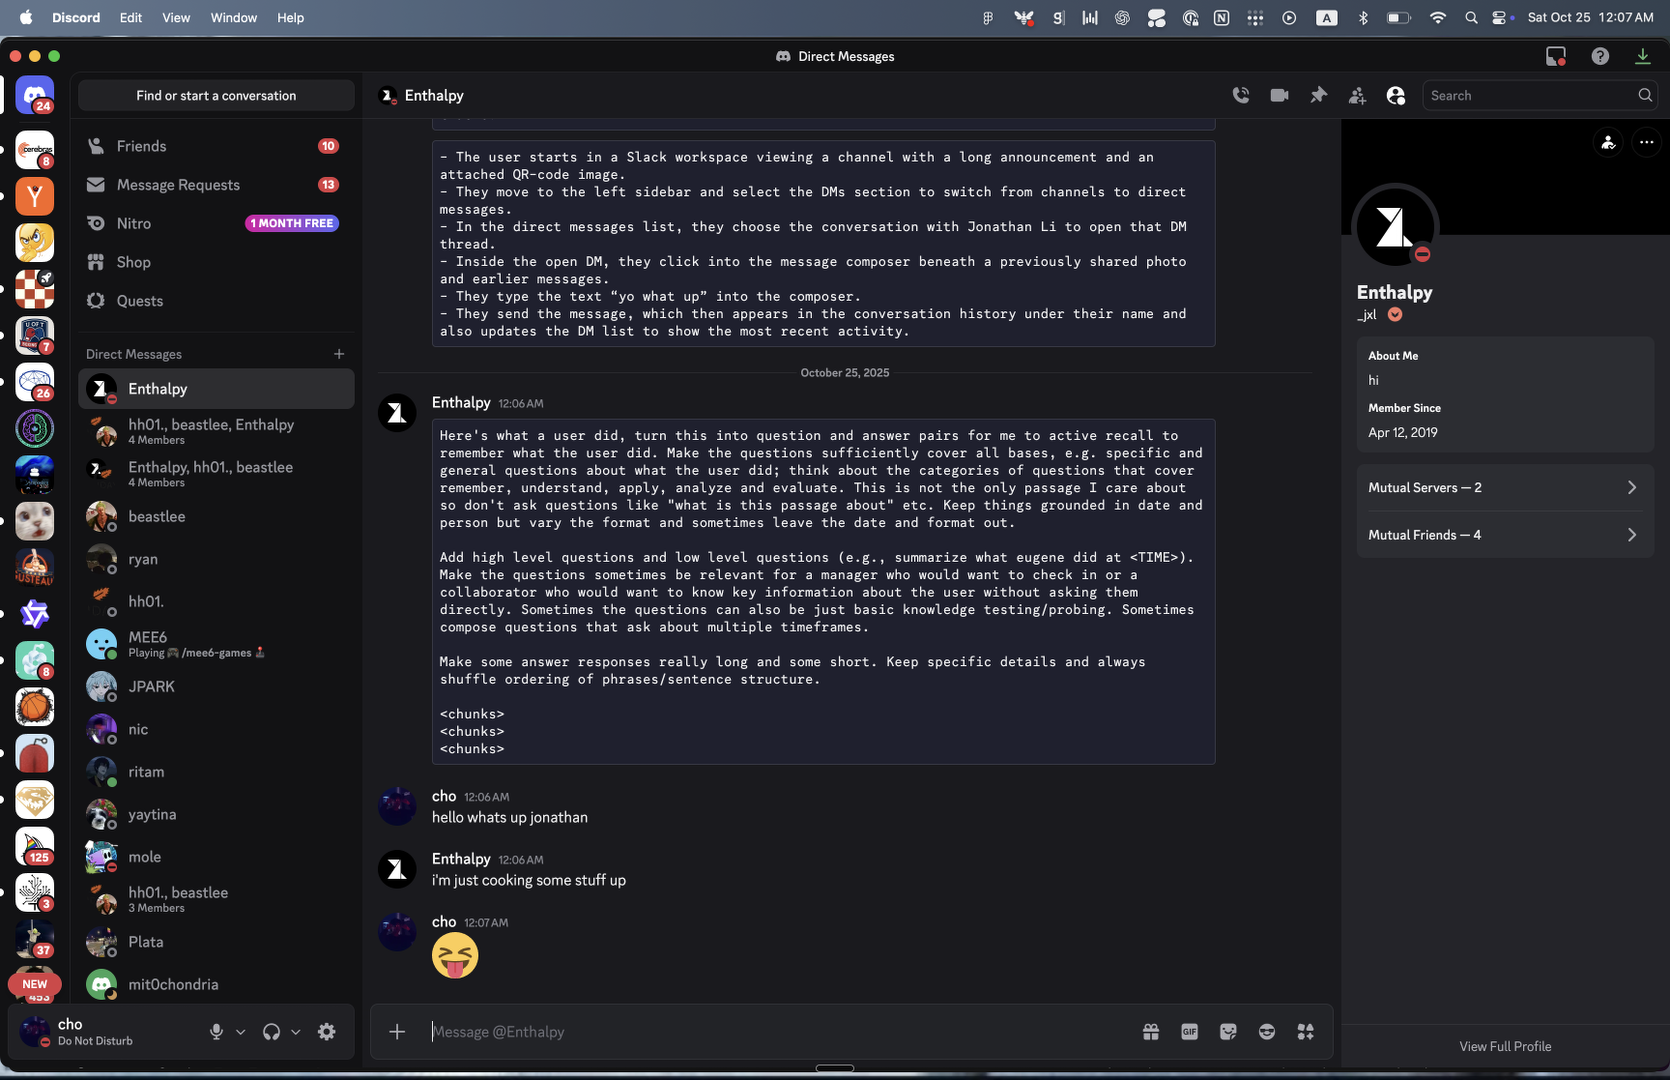 Discord Edit View Window Help
Sat Oct 25 12:07 AM
Direct Messages
24
cerebras
8
7
26
8
125
3
37
NEW
453
Find or start a conversation
Friends 10
Message Requests 13
Nitro 1 MONTH FREE
Shop
Quests
Direct Messages
Enthalpy
hh01., beastlee, Enthalpy
4 Members
Enthalpy, hh01., beastlee
4 Members
beastlee
ryan
hh01.
MEE6
Playing 🎮 /mee6-games 🕹️
JPARK
nic
ritam
yaytina
mole
hh01., beastlee
3 Members
Plata
mit0chondria
cho
Do Not Disturb
Enthalpy
Search
- The user starts in a Slack workspace viewing a channel with a long announcement and an
attached QR-code image.
- They move to the left sidebar and select the DMs section to switch from channels to direct
messages.
- In the direct messages list, they choose the conversation with Jonathan Li to open that DM
thread.
- Inside the open DM, they click into the message composer beneath a previously shared photo
and earlier messages.
- They type the text “yo what up” into the composer.
- They send the message, which then appears in the conversation history under their name and
also updates the DM list to show the most recent activity.
October 25, 2025
Enthalpy 12:06 AM
Here's what a user did, turn this into question and answer pairs for me to active recall to
remember what the user did. Make the questions sufficiently cover all bases, e.g. specific and
general questions about what the user did; think about the categories of questions that cover
remember, understand, apply, analyze and evaluate. This is not the only passage I care about
so don't ask questions like "what is this passage about" etc. Keep things grounded in date and
person but vary the format and sometimes leave the date and format out.
Add high level questions and low level questions (e.g., summarize what eugene did at <TIME>).
Make the questions sometimes be relevant for a manager who would want to check in or a
collaborator who would want to know key information about the user without asking them
directly. Sometimes the questions can also be just basic knowledge testing/probing. Sometimes
compose questions that ask about multiple timeframes.
Make some answer responses really long and some short. Keep specific details and always
shuffle ordering of phrases/sentence structure.
<chunks>
<chunks>
<chunks>
cho 12:06 AM
hello whats up jonathan
Enthalpy 12:06 AM
i'm just cooking some stuff up
cho 12:07 AM
Message @Enthalpy
GIF
Enthalpy
_jxl
About Me
hi
Member Since
Apr 12, 2019
Mutual Servers — 2
Mutual Friends — 4
View Full Profile